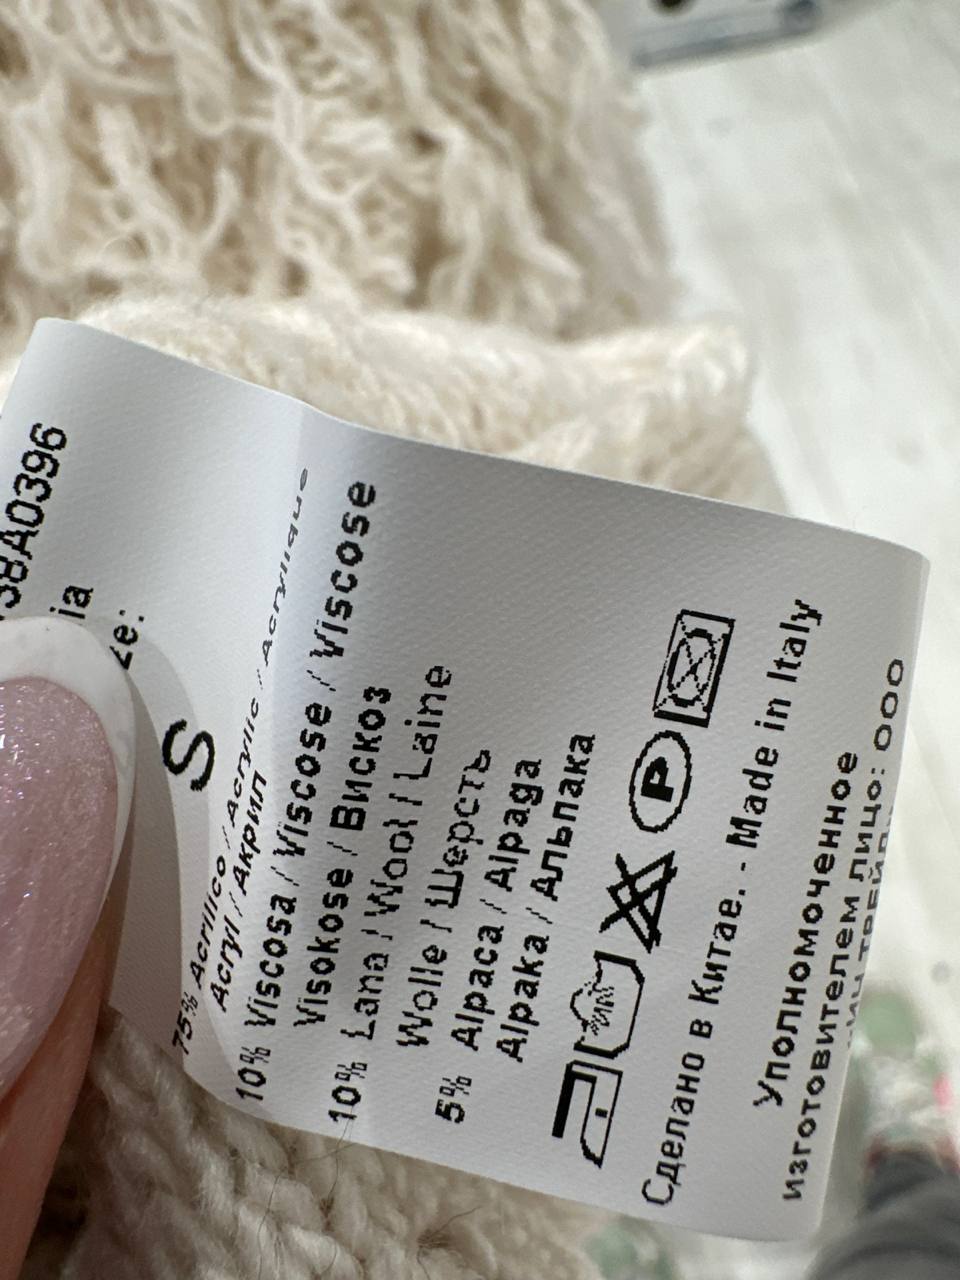 38A0396
ia
ze:
S
75% Acrilico / Acrylic / Acrylique
Acryl / Акрил
10% Viscosa / Viscose / Viscose
Viskose / Вискоз
10% Lana / Wool / Laine
Wolle / Шерсть
5% Alpaca / Alpaga
Alpaka / Альпака
P
Сделано в Китае. - Made in Italy
Уполномоченное
изготовителем лицо: ООО